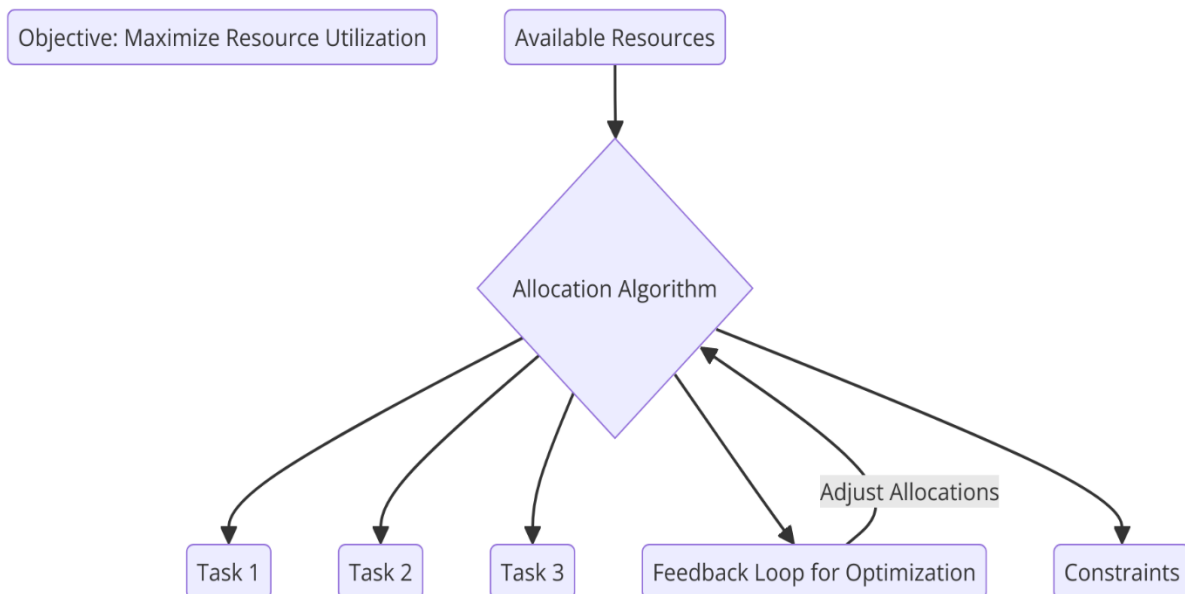 Objective: Maximize Resource Utilization
Available Resources
Allocation Algorithm
Adjust Allocations
Task 1
Task 2
Task 3
Feedback Loop for Optimization
Constraints